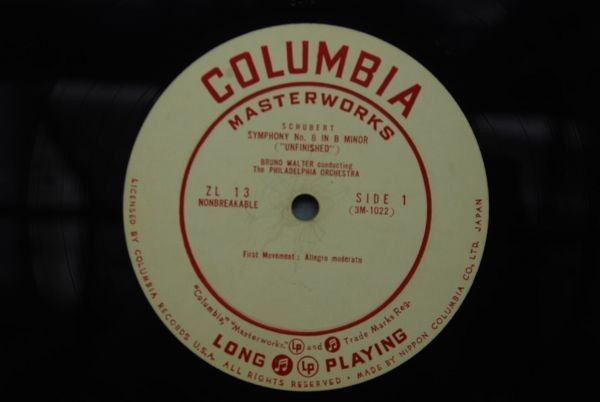 COLUMBIA
MASTERWORKS
SCHUBERT
SYMPHONY No. 8 IN B MINOR
("UNFINISHED")
BRUNO WALTER conducting
The PHILADELPHIA ORCHESTRA
ZL 13
NONBREAKABLE
SIDE 1
(3M-1022)
First Movement: Allegro moderato
"Columbia," "Masterworks," Lp and Trade Marks Reg.
LONG Lp PLAYING
LICENSED BY COLUMBIA RECORDS U.S.A. ALL RIGHTS RESERVED · MADE BY NIPPON COLUMBIA CO., LTD. JAPAN